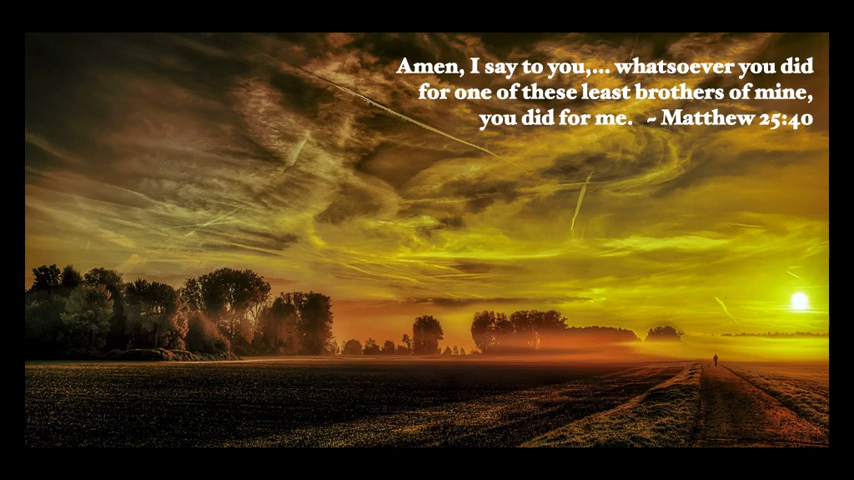 Amen, I say to you,... whatsoever you did
for one of these least brothers of mine,
you did for me. ~ Matthew 25:40